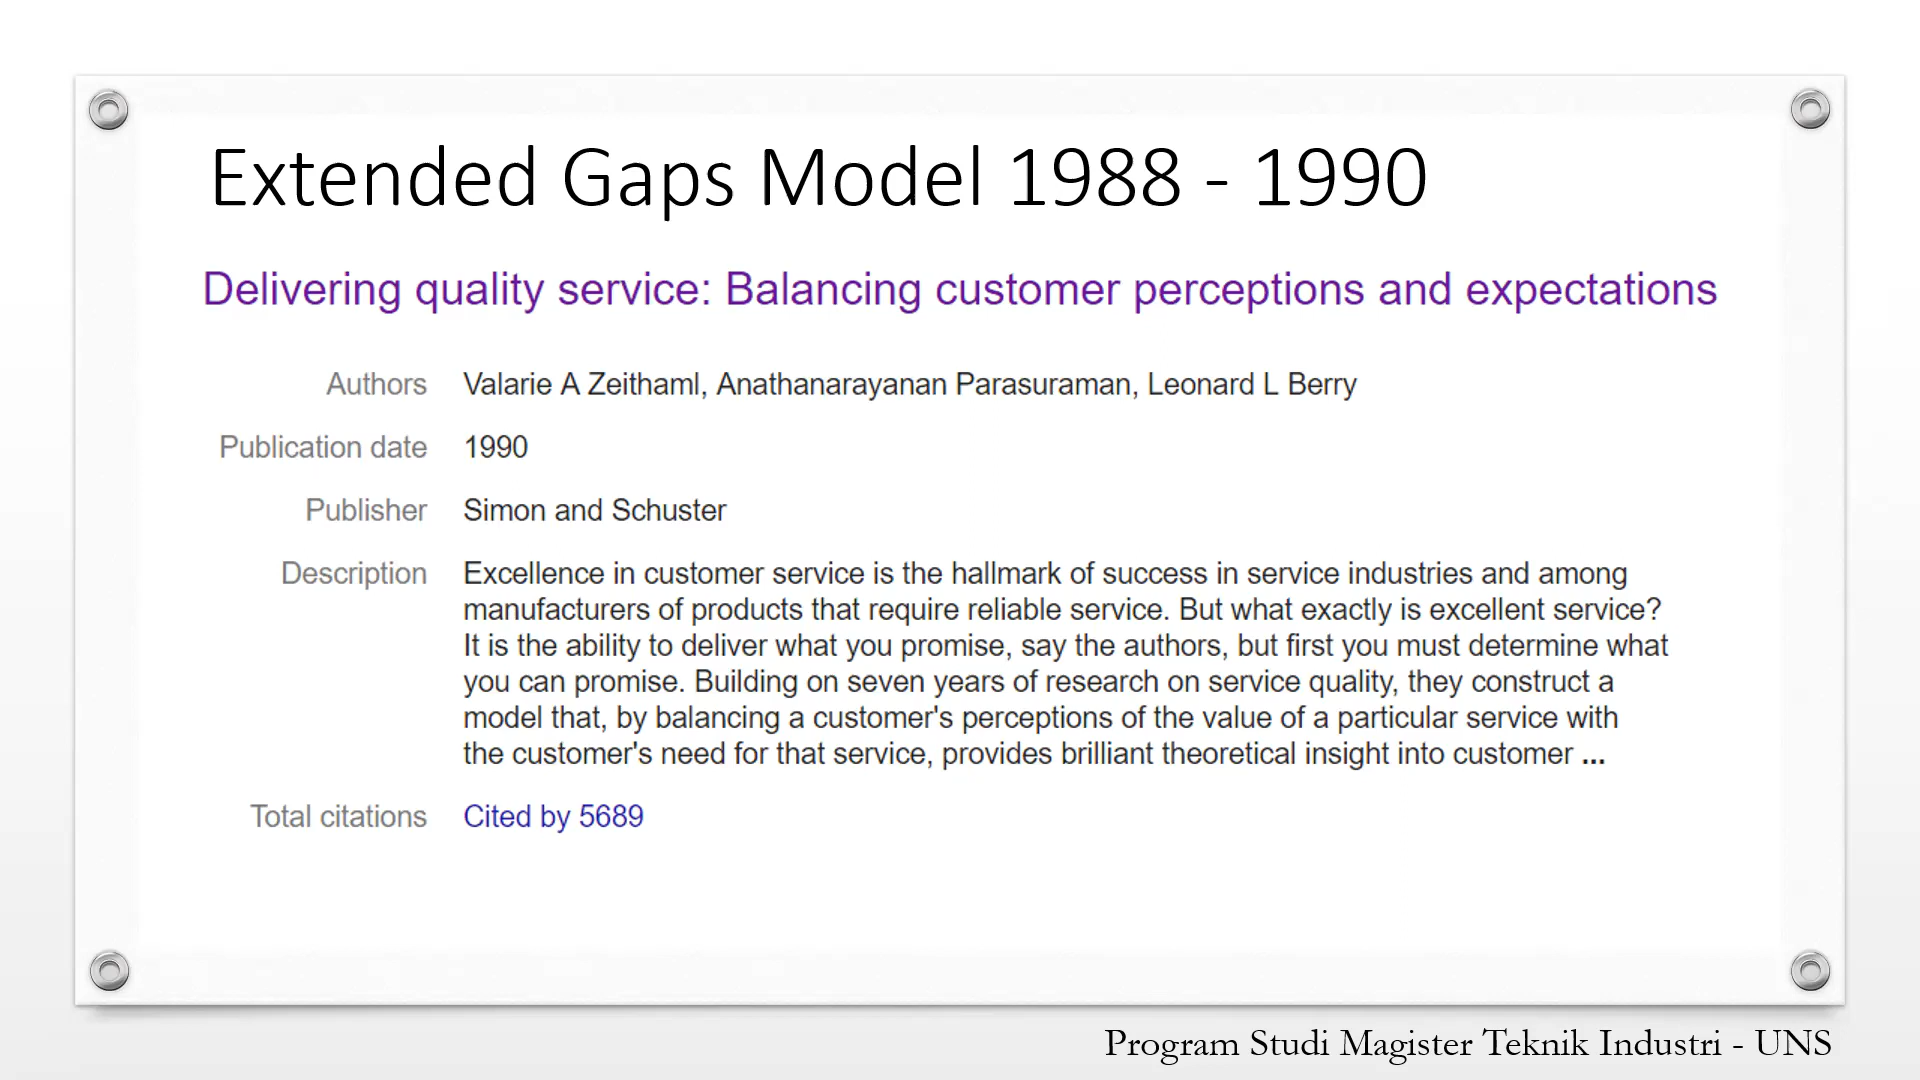 Extended Gaps Model 1988 - 1990
Delivering quality service: Balancing customer perceptions and expectations
Authors Valarie A Zeithaml, Anathanarayanan Parasuraman, Leonard L Berry
Publication date 1990
Publisher Simon and Schuster
Description Excellence in customer service is the hallmark of success in service industries and among
manufacturers of products that require reliable service. But what exactly is excellent service?
It is the ability to deliver what you promise, say the authors, but first you must determine what
you can promise. Building on seven years of research on service quality, they construct a
model that, by balancing a customer's perceptions of the value of a particular service with
the customer's need for that service, provides brilliant theoretical insight into customer ...
Total citations Cited by 5689
Program Studi Magister Teknik Industri - UNS